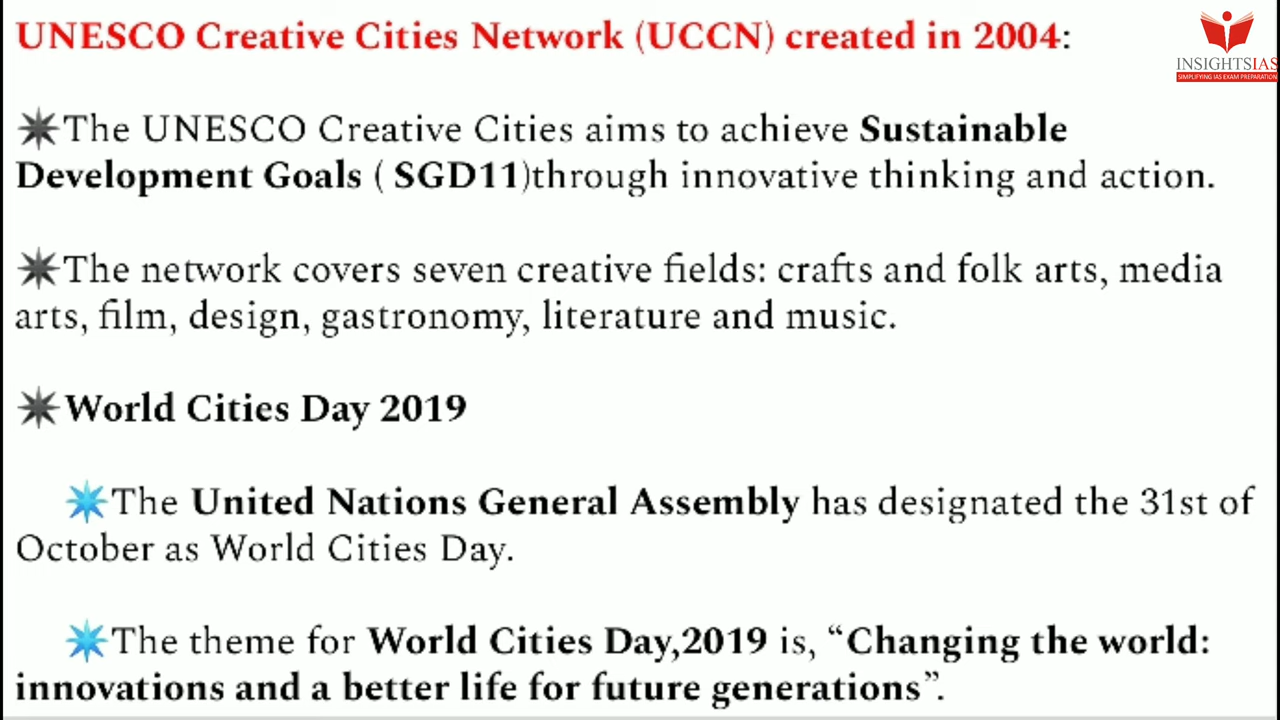 UNESCO Creative Cities Network (UCCN) created in 2004:
INSIGHTSIAS
SIMPLIFYING IAS EXAM PREPARATION
The UNESCO Creative Cities aims to achieve Sustainable
Development Goals ( SGD11)through innovative thinking and action.
The network covers seven creative fields: crafts and folk arts, media
arts, film, design, gastronomy, literature and music.
World Cities Day 2019
The United Nations General Assembly has designated the 31st of
October as World Cities Day.
The theme for World Cities Day,2019 is, “Changing the world:
innovations and a better life for future generations”.